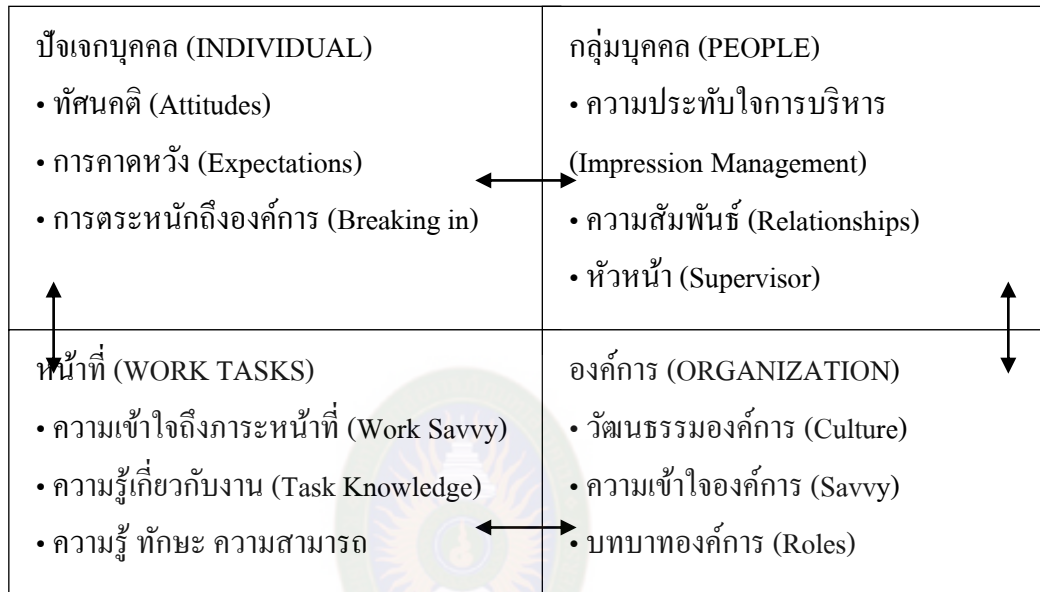 ปัจเจกบุคคล (INDIVIDUAL)
• ทัศนคติ (Attitudes)
• การคาดหวัง (Expectations)
• การตระหนักถึงองค์การ (Breaking in)
กลุ่มบุคคล (PEOPLE)
• ความประทับใจการบริหาร
(Impression Management)
• ความสัมพันธ์ (Relationships)
• หัวหน้า (Supervisor)
หน้าที่ (WORK TASKS)
• ความเข้าใจถึงภาระหน้าที่ (Work Savvy)
• ความรู้เกี่ยวกับงาน (Task Knowledge)
• ความรู้ ทักษะ ความสามารถ
องค์การ (ORGANIZATION)
• วัฒนธรรมองค์การ (Culture)
• ความเข้าใจองค์การ (Savvy)
• บทบาทองค์การ (Roles)